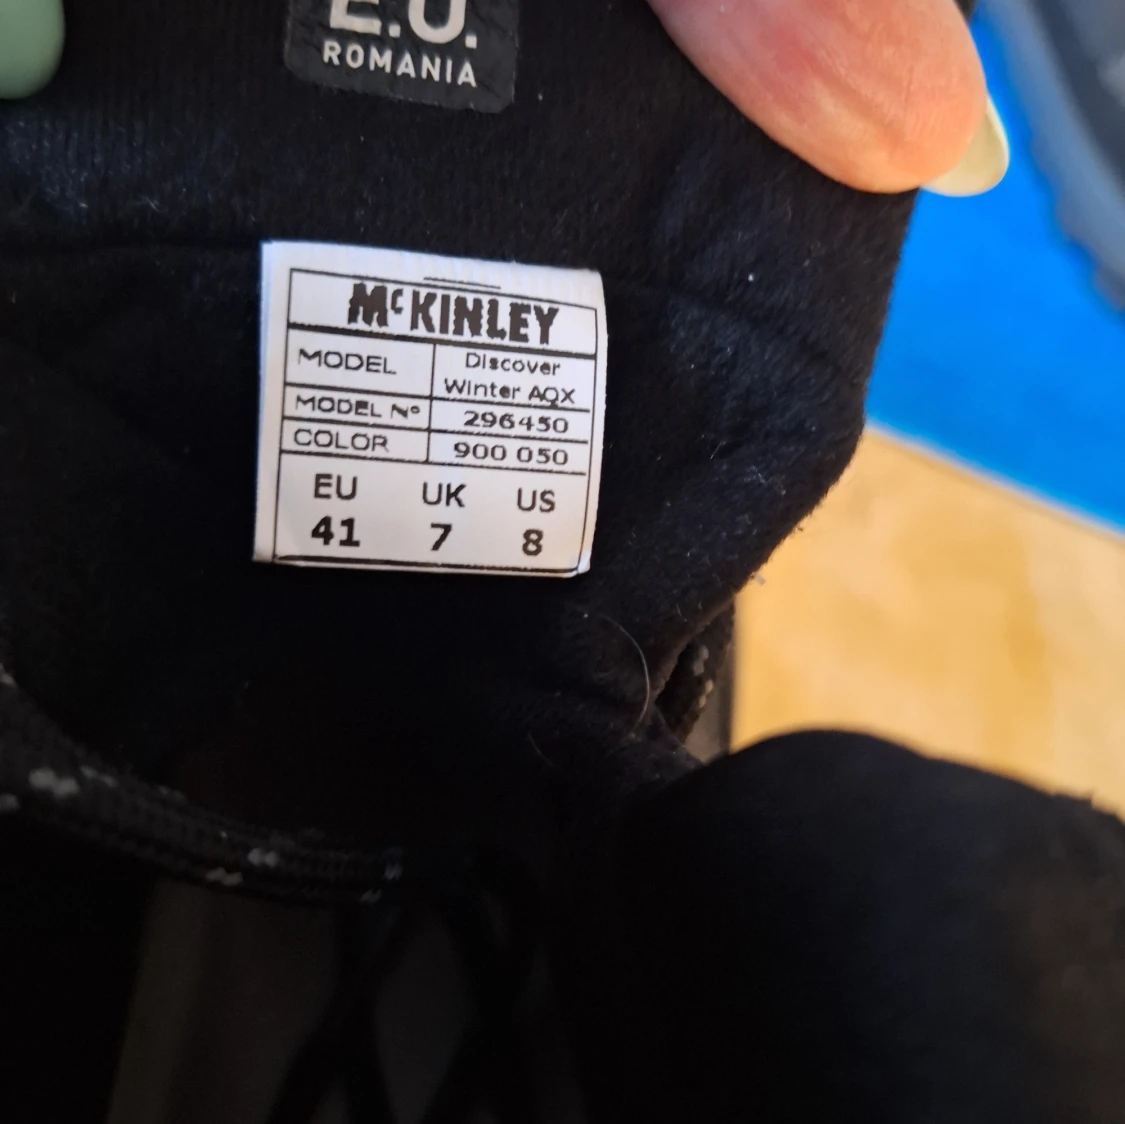 E.U.
ROMANIA
McKINLEY
MODEL Discover Winter AQX
MODEL Nº 296450
COLOR 900 050
EU UK US
41 7 8